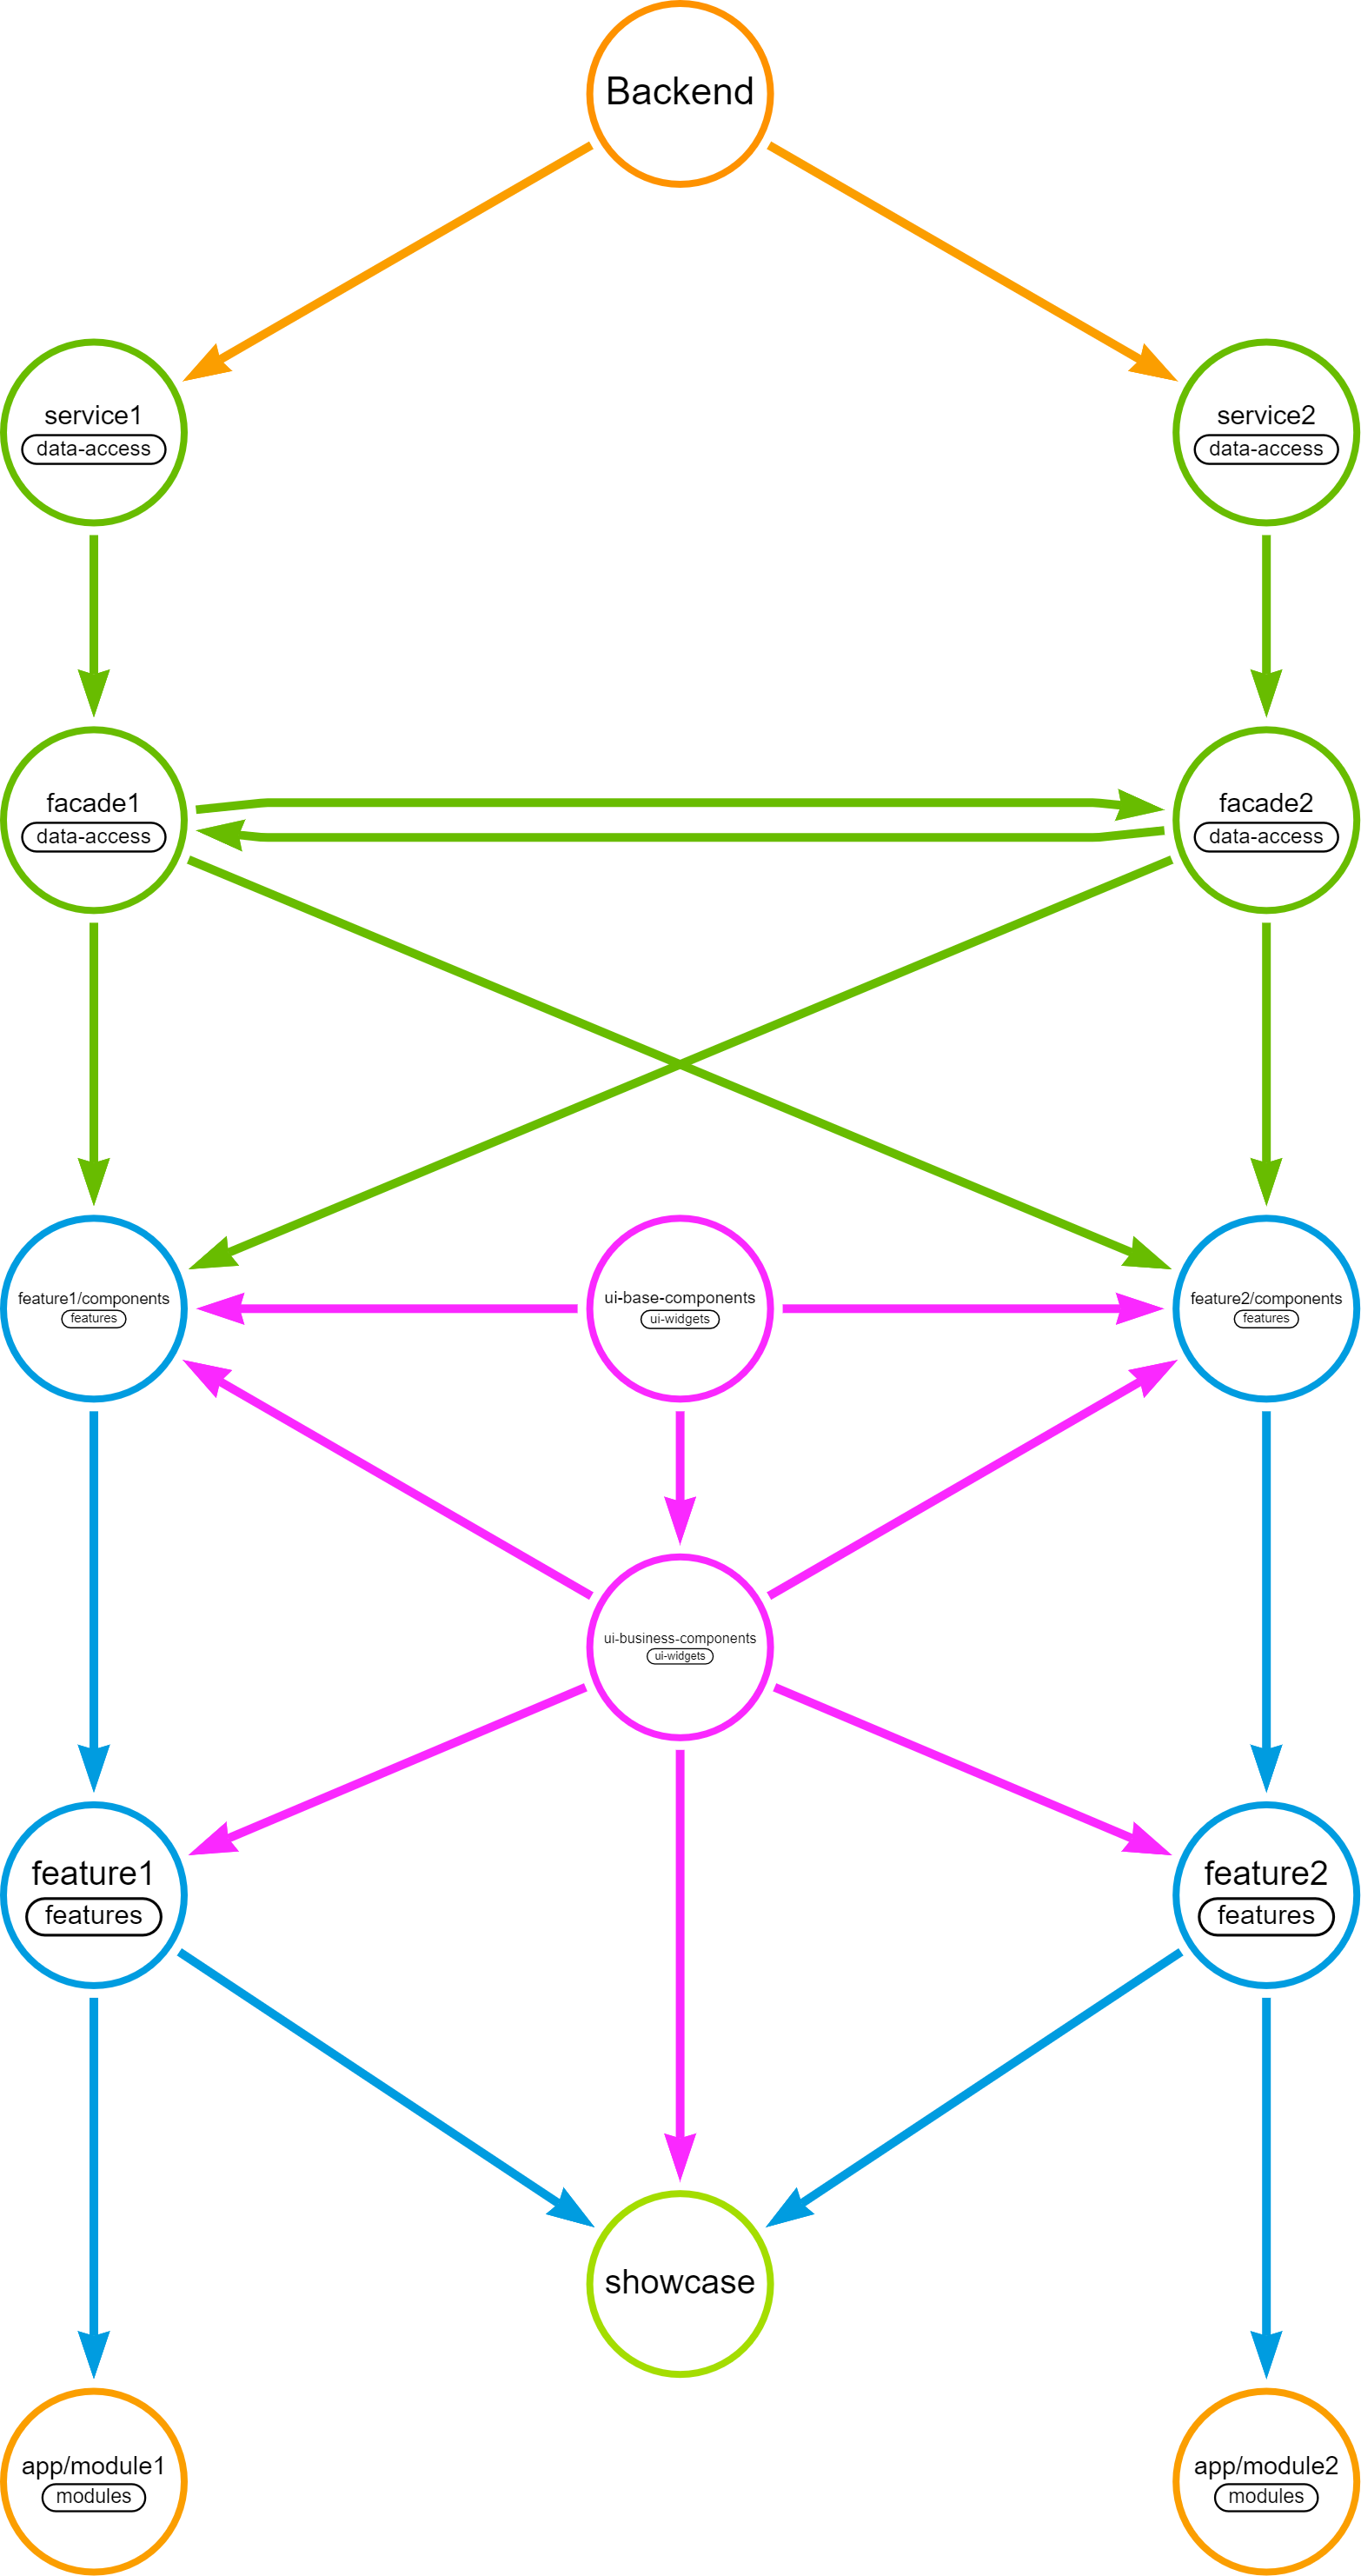 Backend
service1
data-access
service2
data-access
facade1
data-access
facade2
data-access
feature1/components
features
ui-base-components
ui-widgets
feature2/components
features
ui-business-components
ui-widgets
feature1
features
feature2
features
showcase
app/module1
modules
app/module2
modules